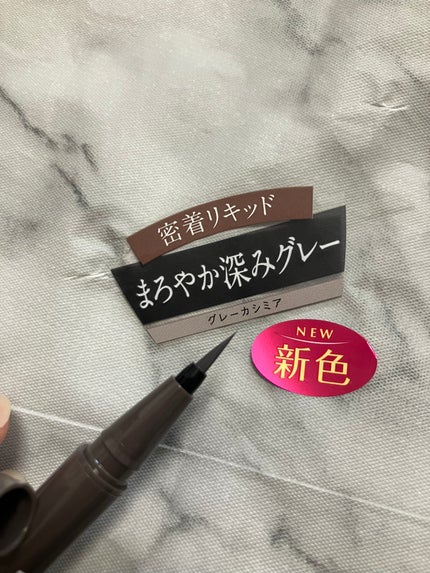 密着リキッド
まろやか深みグレー
グレーカシミア
NEW
新色